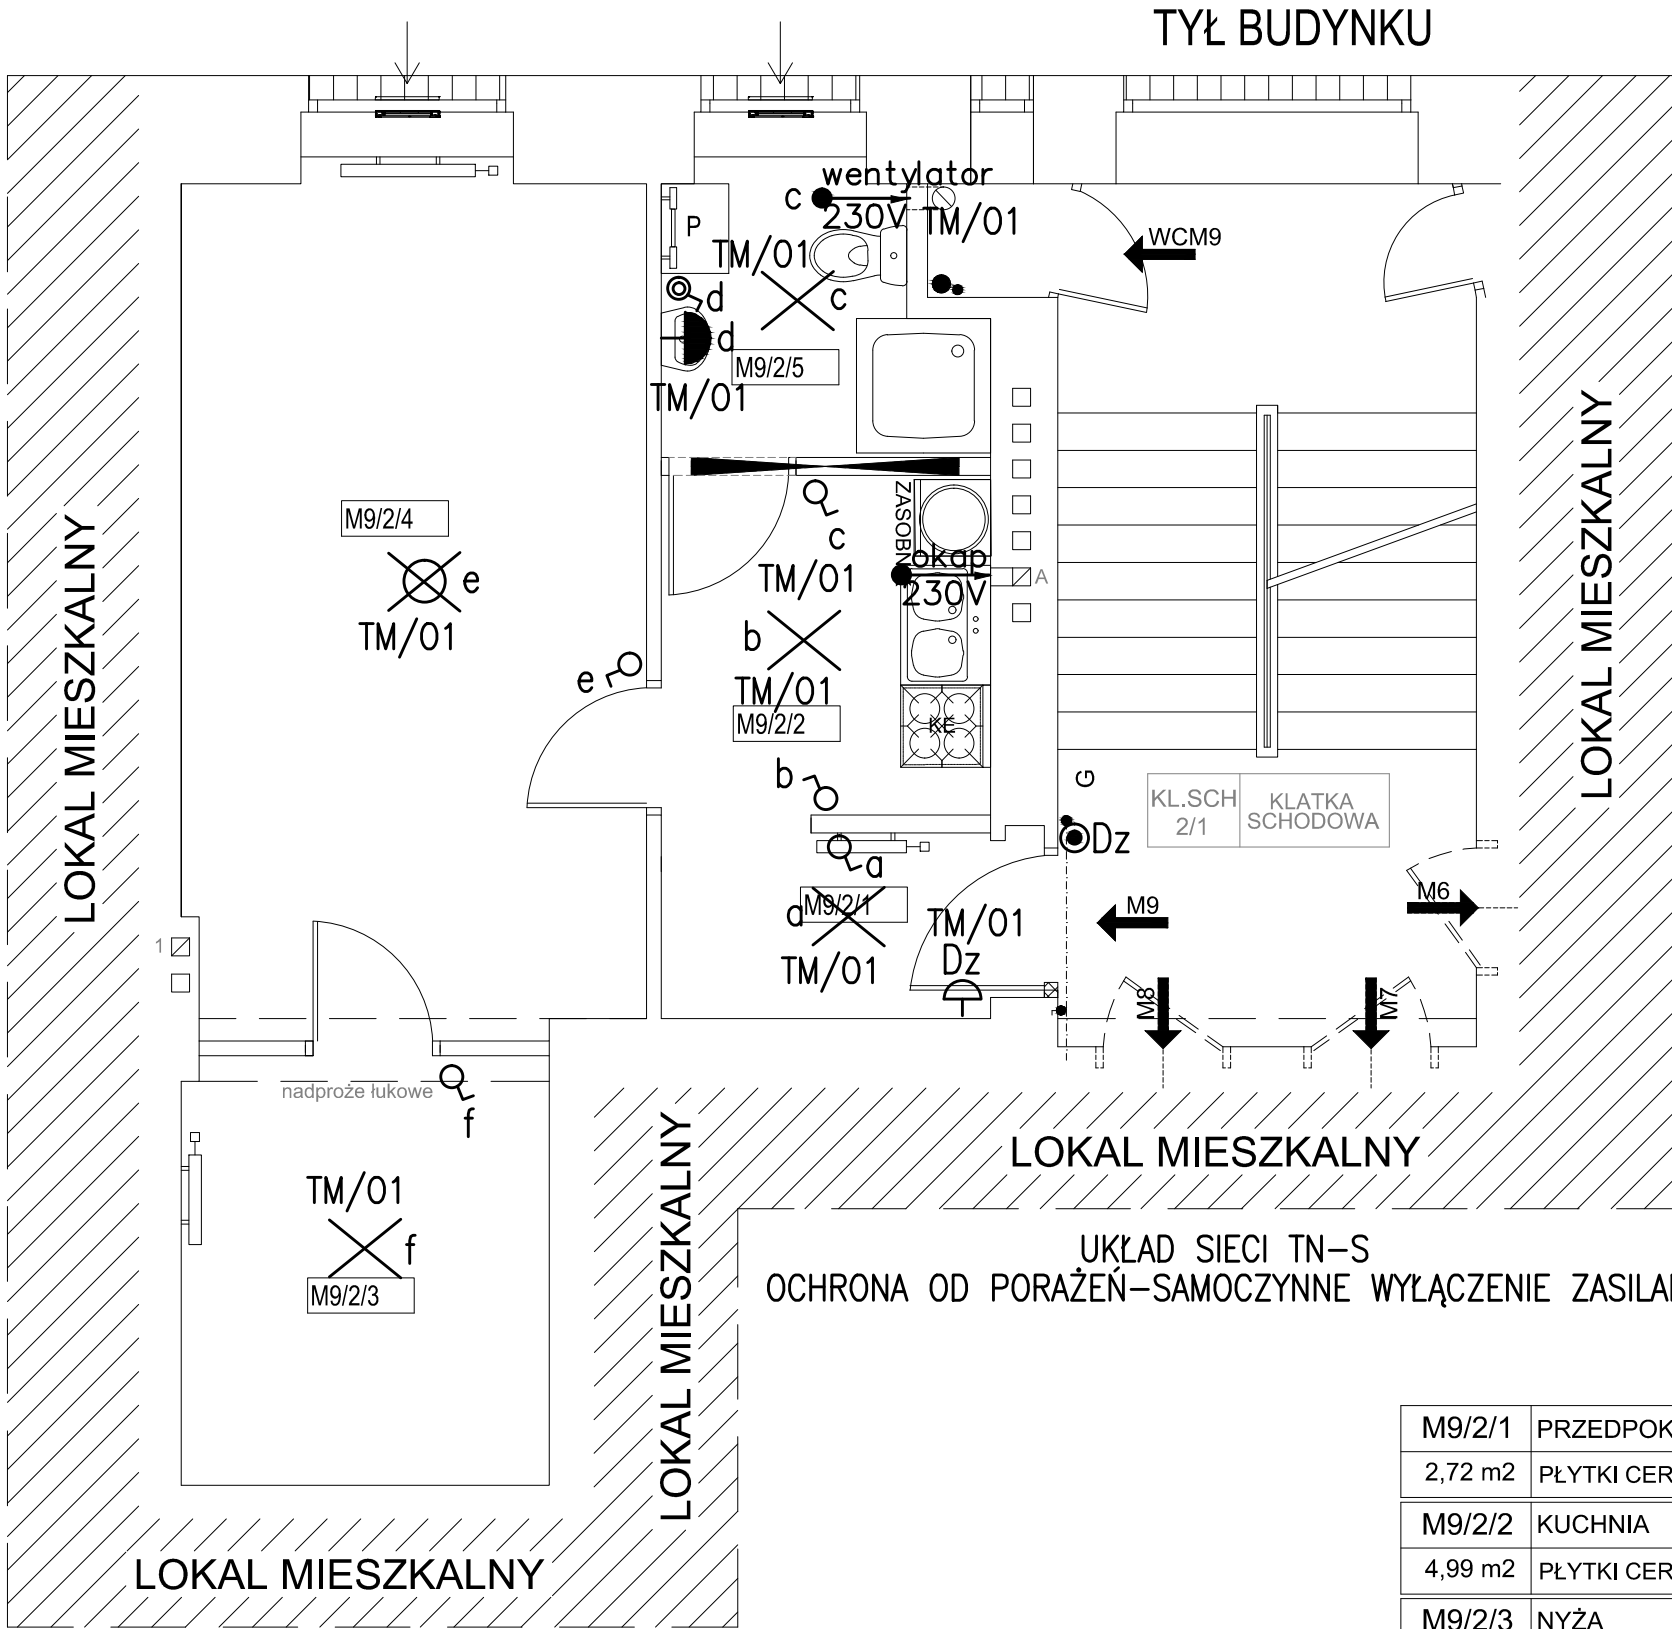 TYŁ BUDYNKU
wentylator
c
230V
TM/01
P
WCM9
TM/01
c
d
d
M9/2/5
TM/01
LOKAL MIESZKALNY
LOKAL MIESZKALNY
M9/2/4
e
TM/01
c
okap
230V
A
TM/01
b
TM/01
M9/2/2
e
KE
b
G
KL.SCH
2/1
KLATKA
SCHODOWA
Dz
a
M9/2/1
a
TM/01
TM/01
Dz
M9
M6
M8
M7
1
nadproże łukowe
f
LOKAL MIESZKALNY
LOKAL MIESZKALNY
TM/01
f
M9/2/3
UKŁAD SIECI TN-S
OCHRONA OD PORAŻEŃ-SAMOCZYNNE WYŁĄCZENIE
LOKAL MIESZKALNY
M9/2/1
2,72 m2 PŁYTKI
M9/2/2 KUCHNIA
4,99 m2 PŁYTKI
M9/2/3 NYŻA